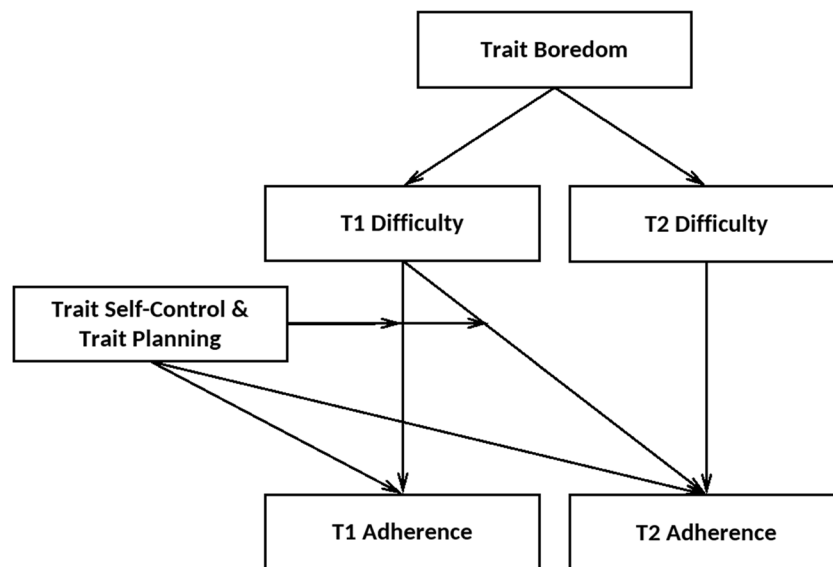 Trait Boredom
T1 Difficulty
T2 Difficulty
Trait Self-Control &
Trait Planning
T1 Adherence
T2 Adherence